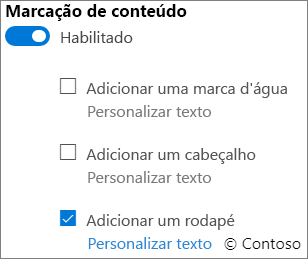 Marcação de conteúdo
Habilitado
Adicionar uma marca d'água
Personalizar texto
Adicionar um cabeçalho
Personalizar texto
Adicionar um rodapé
Personalizar texto © Contoso